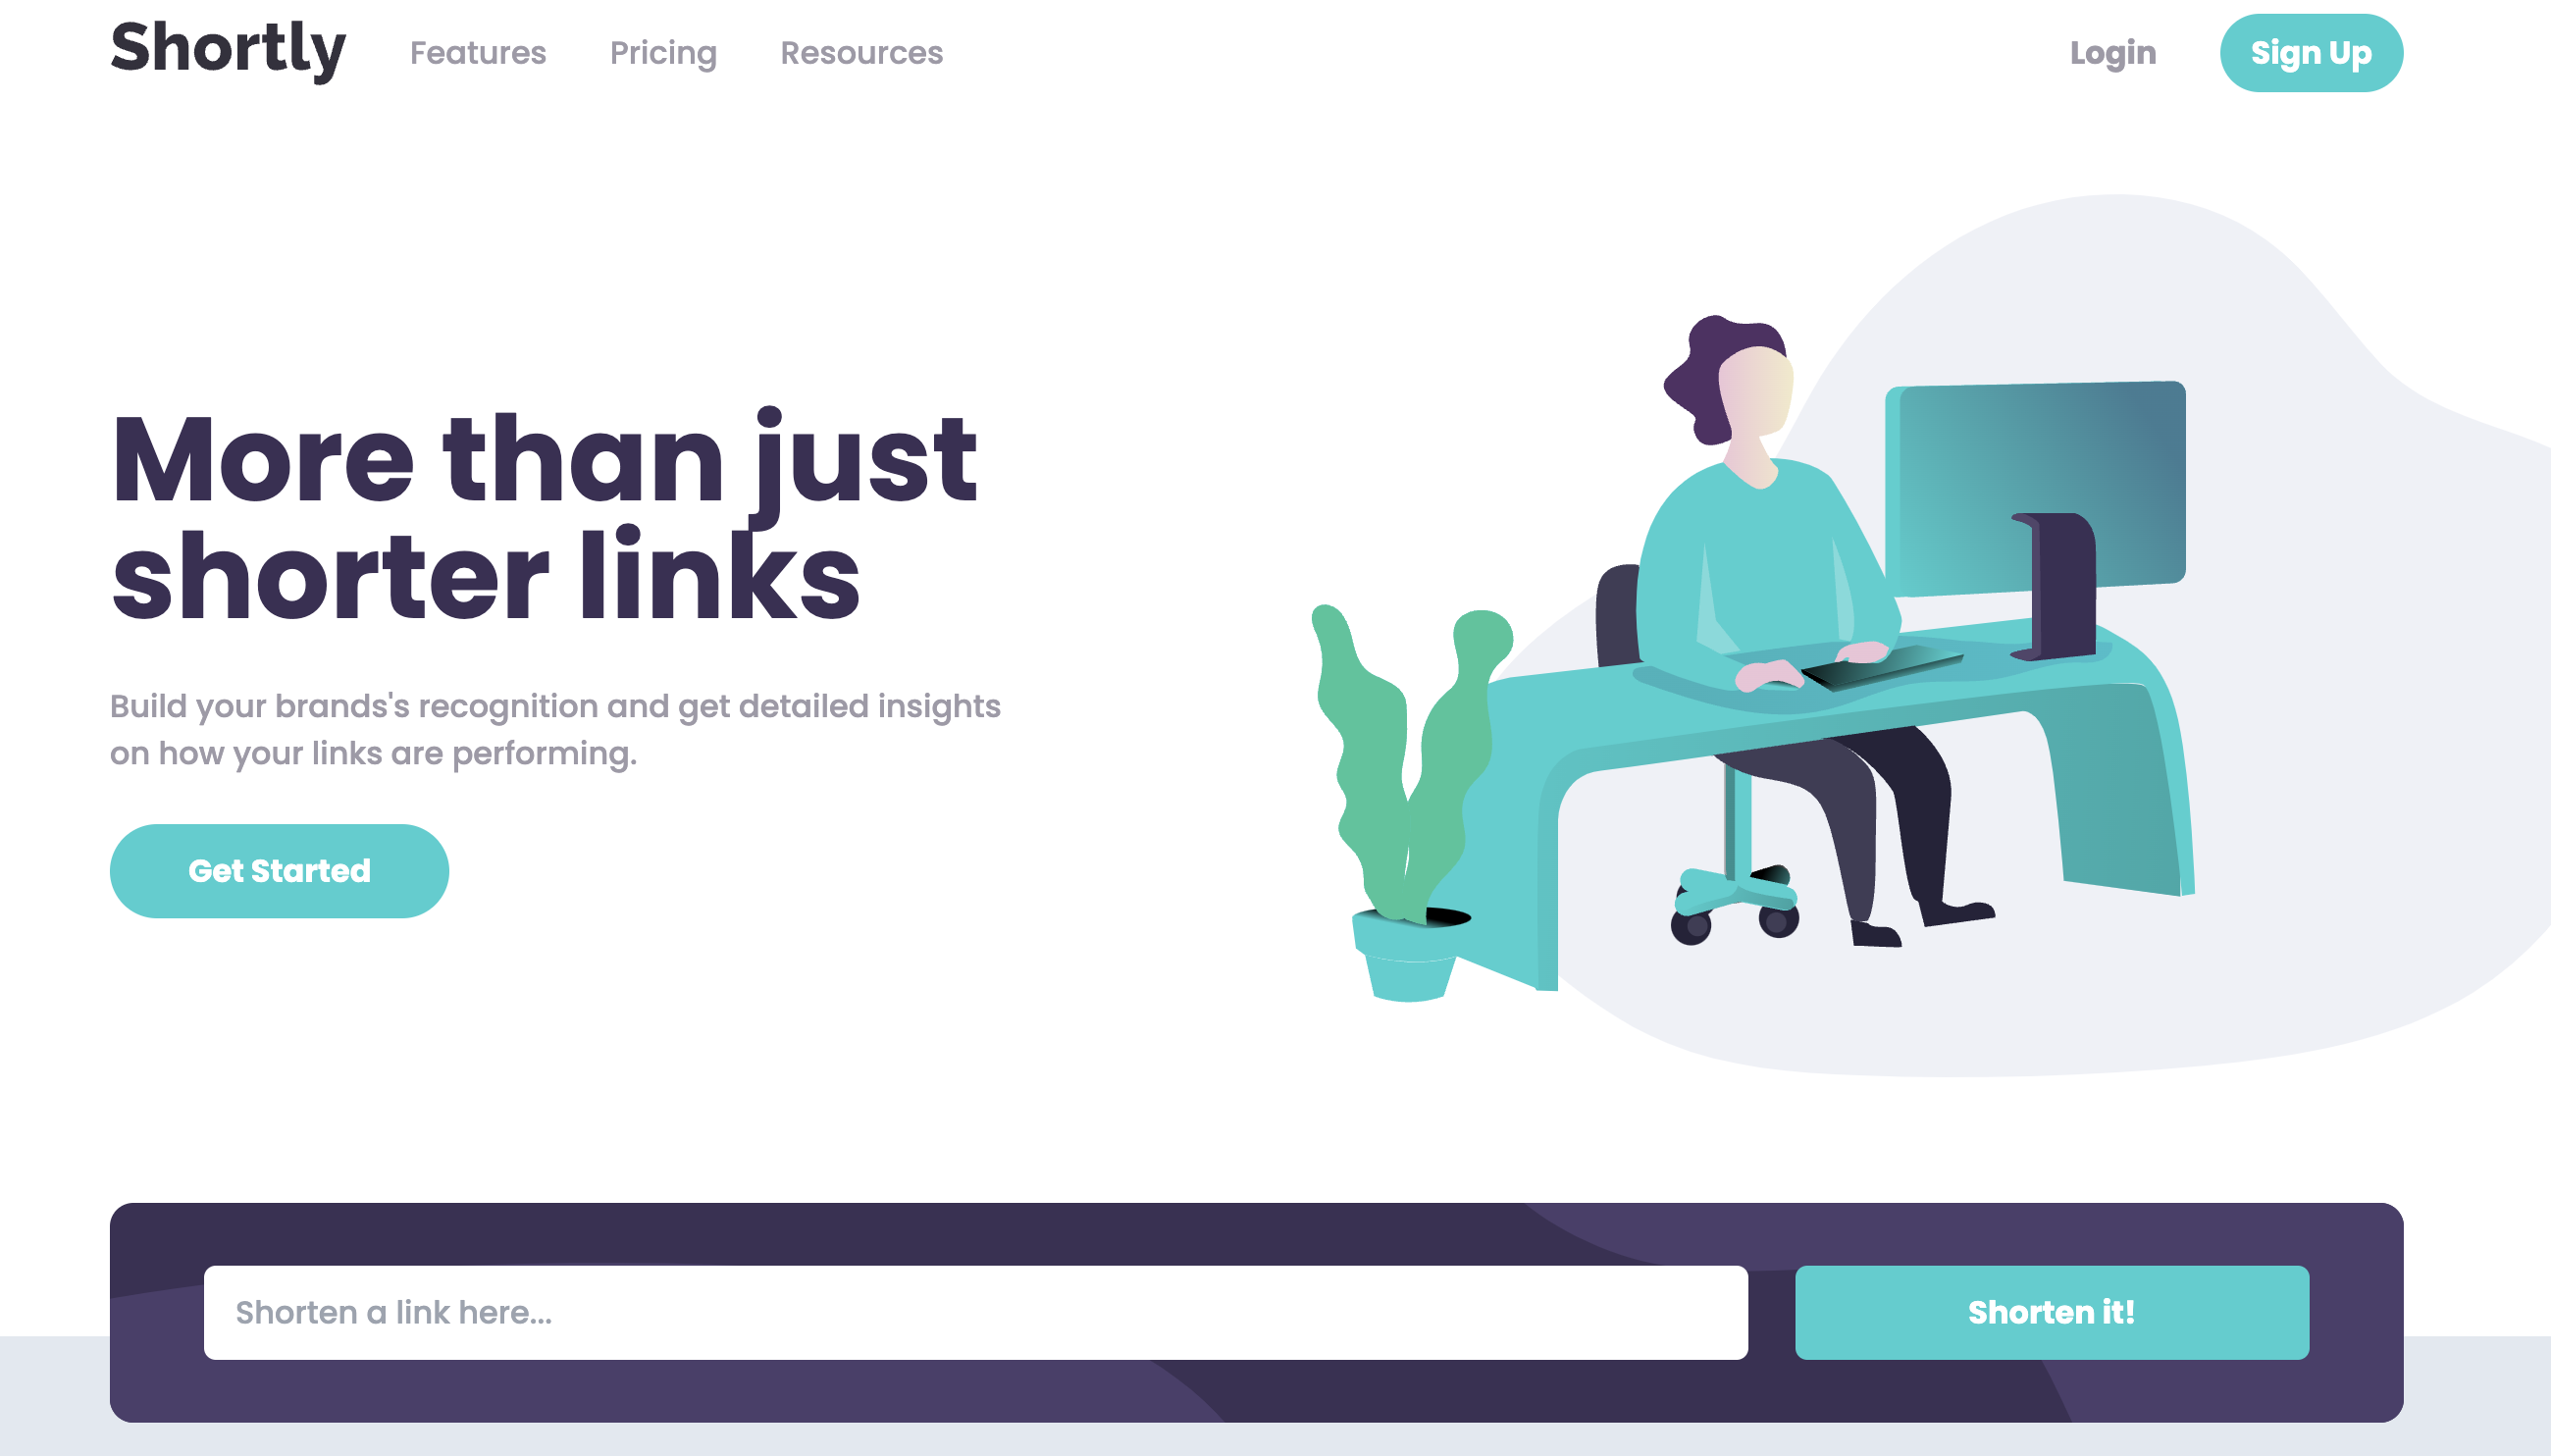 Shortly
Features
Pricing
Resources
Login
Sign Up
More than just
shorter links
Build your brands's recognition and get detailed insights
on how your links are performing.
Get Started
Shorten a link here...
Shorten it!